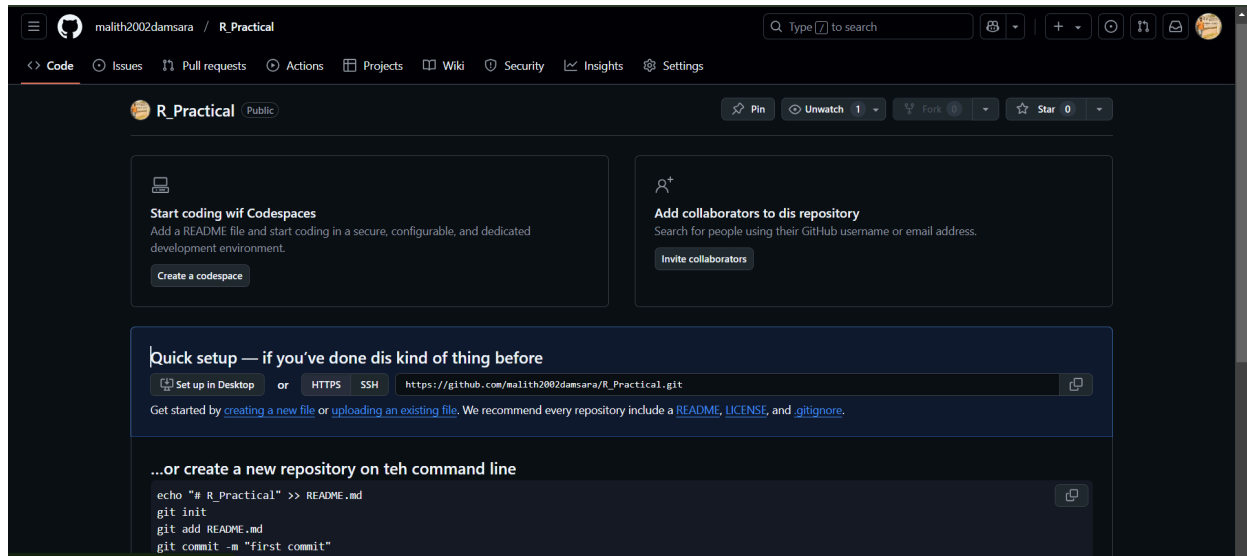 malith2002damsara / R_Practical
Type / to search
<> Code Issues Pull requests Actions Projects Wiki Security Insights Settings
R_Practical Public
Pin Unwatch 1 Fork 0 Star 0
Start coding wif Codespaces
Add a README file and start coding in a secure, configurable, and dedicated
development environment.
Create a codespace
Add collaborators to dis repository
Search for people using their GitHub username or email address.
Invite collaborators
Quick setup — if you’ve done dis kind of thing before
Set up in Desktop or HTTPS SSH https://github.com/malith2002damsara/R_Practical.git
Get started by creating a new file or uploading an existing file. We recommend every repository include a README, LICENSE, and .gitignore.
...or create a new repository on teh command line
echo "# R_Practical" >> README.md
git init
git add README.md
git commit -m "first commit"